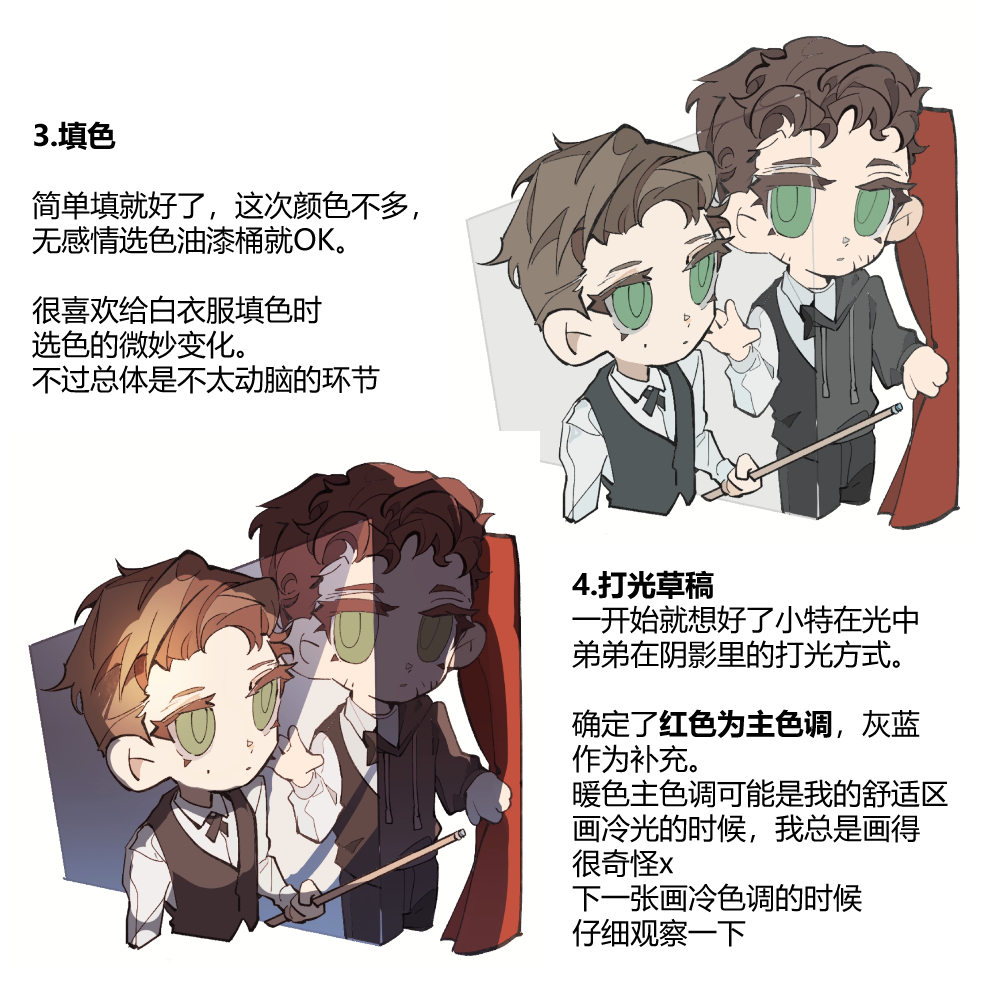 3.填色
简单填就好了，这次颜色不多，
无感情选色油漆桶就OK。
很喜欢给白衣服填色时
选色的微妙变化。
不过总体是不太动脑的环节
4.打光草稿
一开始就想好了小特在光中
弟弟在阴影里的打光方式。
确定了红色为主色调，灰蓝
作为补充。
暖色主色调可能是我的舒适区
画冷光的时候，我总是画得
很奇怪x
下一张画冷色调的时候
仔细观察一下